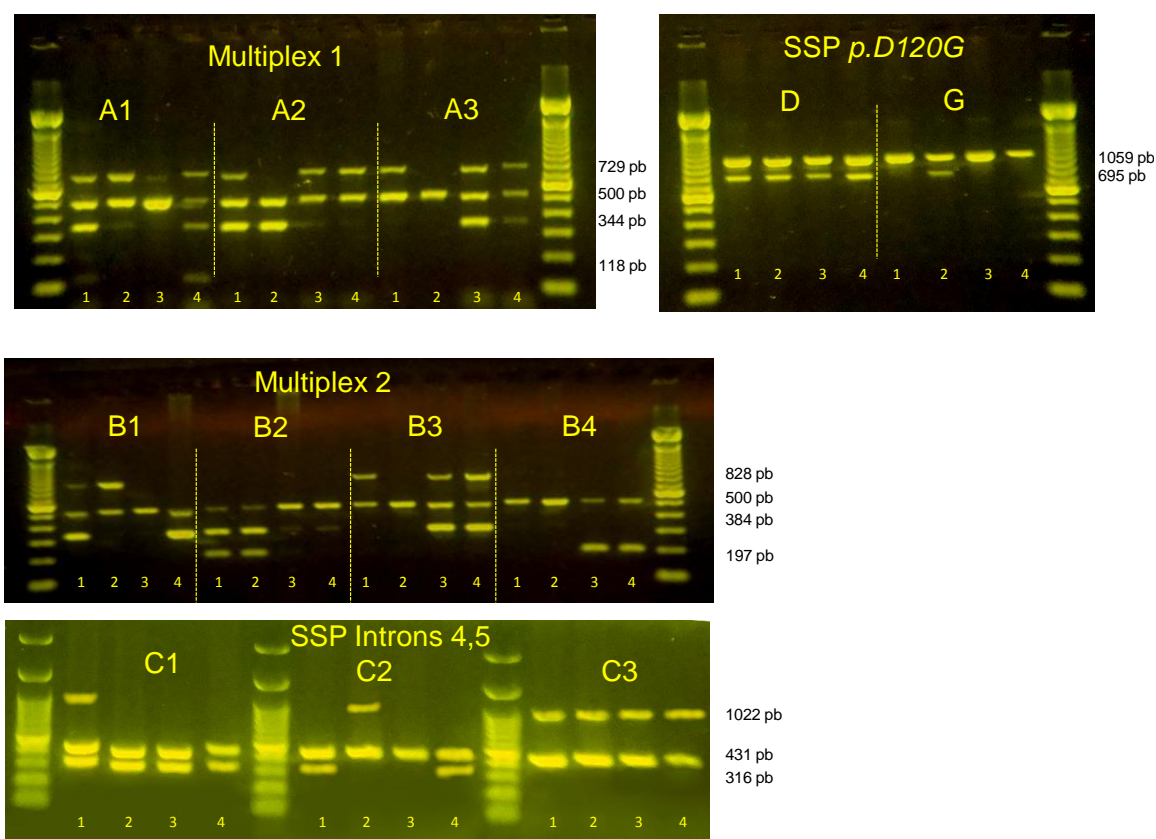 Multiplex 1
A1 A2 A3
729 pb
500 pb
344 pb
118 pb
1 2 3 4 1 2 3 4 1 2 3 4
SSP p.D120G
D G
1059 pb
695 pb
1 2 3 4 1 2 3 4
Multiplex 2
B1 B2 B3 B4
828 pb
500 pb
384 pb
197 pb
1 2 3 4 1 2 3 4 1 2 3 4 1 2 3 4
SSP Introns 4,5
C1 C2 C3
1022 pb
431 pb
316 pb
1 2 3 4 1 2 3 4 1 2 3 4